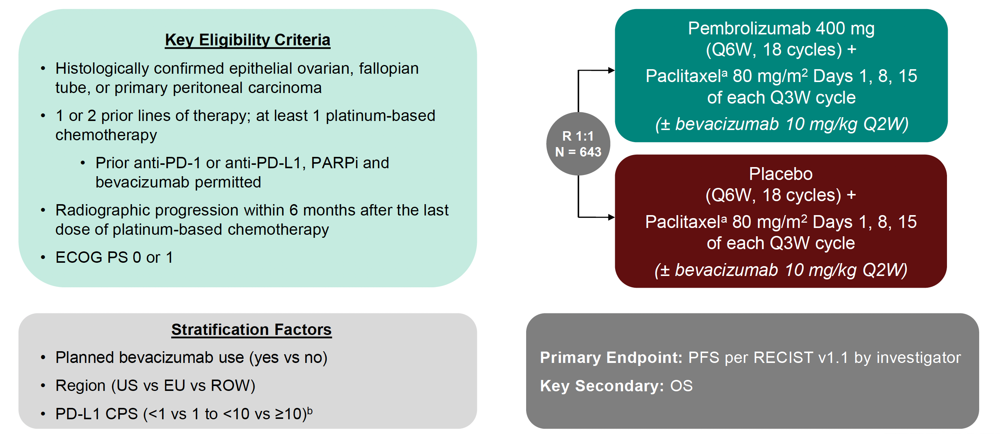 Key Eligibility Criteria
• Histologically confirmed epithelial ovarian, fallopian
tube, or primary peritoneal carcinoma
• 1 or 2 prior lines of therapy; at least 1 platinum-based
chemotherapy
• Prior anti-PD-1 or anti-PD-L1, PARPi and
bevacizumab permitted
• Radiographic progression within 6 months after the last
dose of platinum-based chemotherapy
• ECOG PS 0 or 1
R 1:1
N = 643
Pembrolizumab 400 mg
(Q6W, 18 cycles) +
Paclitaxelᵃ 80 mg/m² Days 1, 8, 15
of each Q3W cycle
(± bevacizumab 10 mg/kg Q2W)
Placebo
(Q6W, 18 cycles) +
Paclitaxelᵃ 80 mg/m² Days 1, 8, 15
of each Q3W cycle
(± bevacizumab 10 mg/kg Q2W)
Stratification Factors
• Planned bevacizumab use (yes vs no)
• Region (US vs EU vs ROW)
• PD-L1 CPS (<1 vs 1 to <10 vs ≥10)ᵇ
Primary Endpoint: PFS per RECIST v1.1 by investigator
Key Secondary: OS